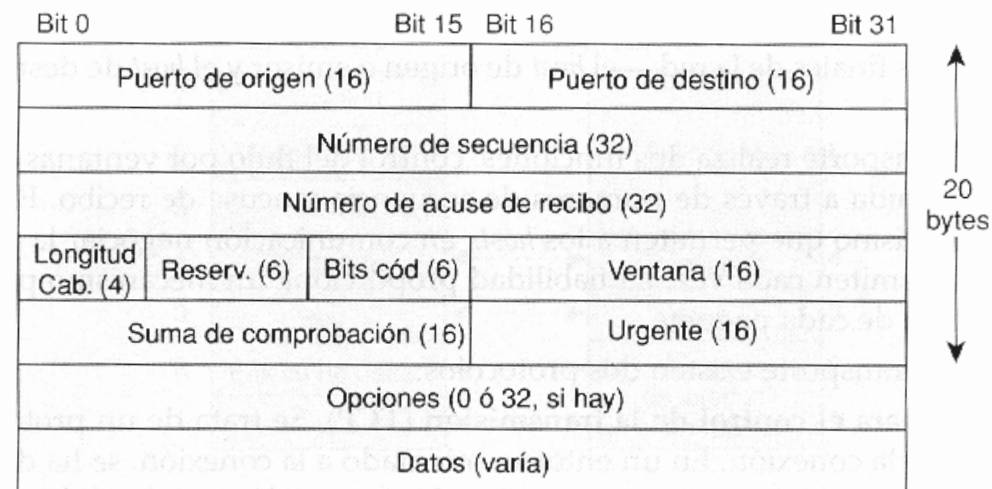 Bit 0 Bit 15 Bit 16 Bit 31
Puerto de origen (16) Puerto de destino (16)
Número de secuencia (32)
Número de acuse de recibo (32)
20
bytes
Longitud
Cab. (4)
Reserv. (6) Bits cód (6) Ventana (16)
Suma de comprobación (16) Urgente (16)
Opciones (0 ó 32, si hay)
Datos (varía)